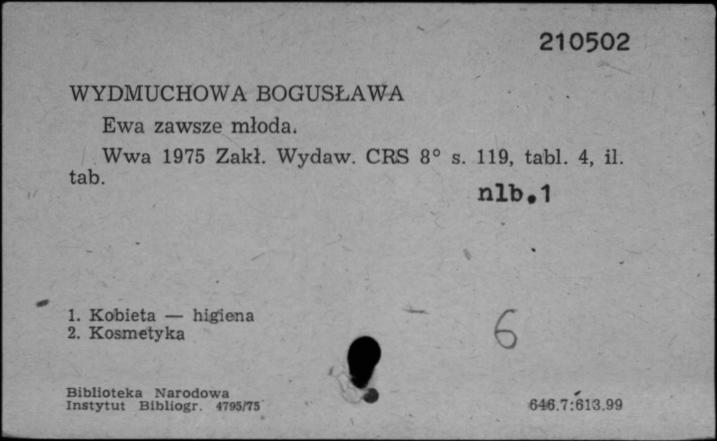 210502
WYDMUCHOWA BOGUSŁAWA
Ewa zawsze młoda.
Wwa 1975 Zakł. Wydaw. CRS 8° s. 119, tabl. 4, il.
tab.
nlb.1
1. Kobieta — higiena
2. Kosmetyka
6
Biblioteka Narodowa
Instytut Bibliogr. 4795/75
646.7:613.99